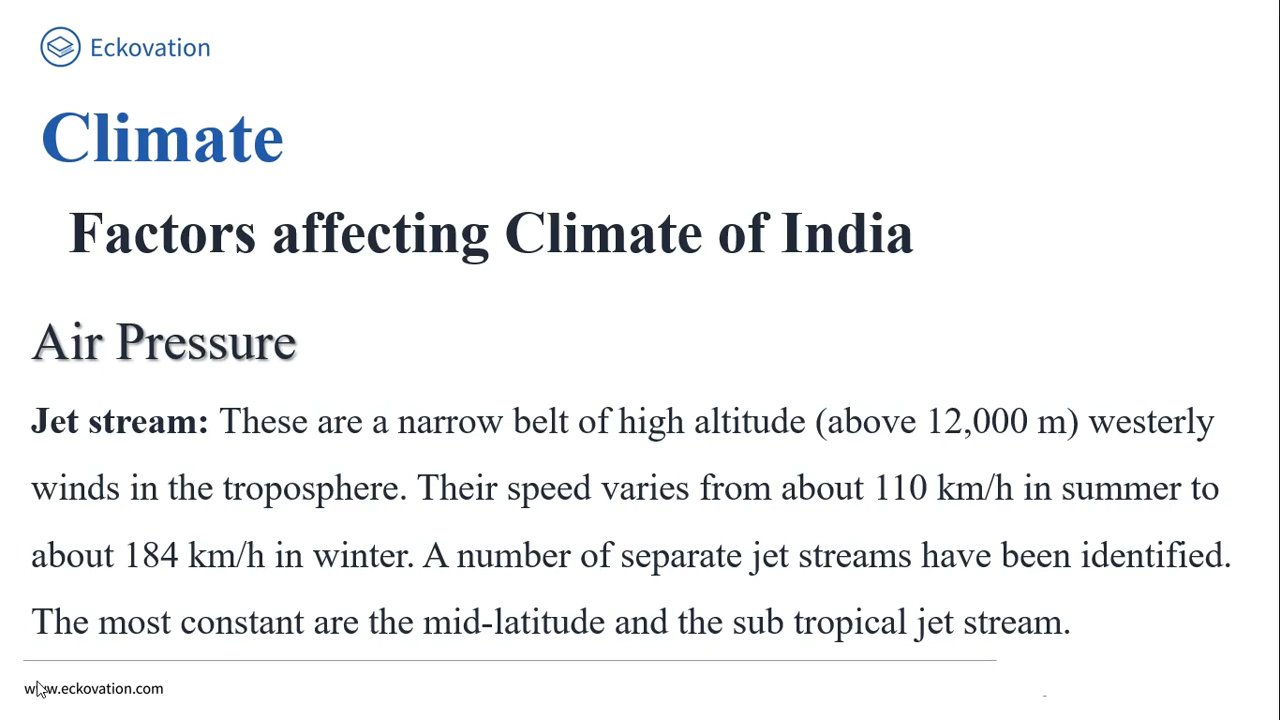 Eckovation
Climate
Factors affecting Climate of India
Air Pressure
Jet stream: These are a narrow belt of high altitude (above 12,000 m) westerly
winds in the troposphere. Their speed varies from about 110 km/h in summer to
about 184 km/h in winter. A number of separate jet streams have been identified.
The most constant are the mid-latitude and the sub tropical jet stream.
www.eckovation.com